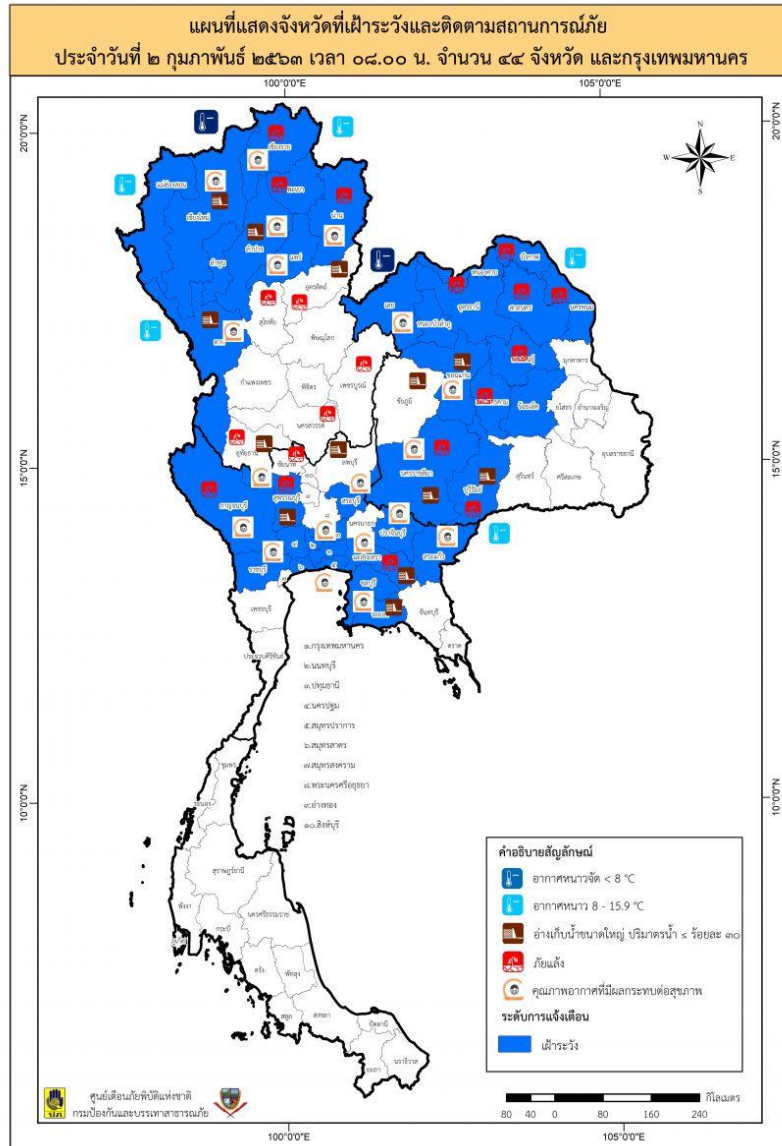 แผนที่แสดงจังหวัดที่เฝ้าระวังและติดตามสถานการณ์ภัย
ประจำวันที่ ๒ กุมภาพันธ์ ๒๕๖๓ เวลา ๐๘.๐๐ น. จำนวน ๔๔ จังหวัด และกรุงเทพมหานคร
100°0'E 105°0'E
20°0'N 20°0'N
N
W E
S
เชียงราย
แม่ฮ่องสอน
พะเยา
เชียงใหม่
น่าน
ลำปาง
แพร่
ลำพูน
อุตรดิตถ์
บึงกาฬ
หนองคาย
เลย
อุดรธานี
สกลนคร
นครพนม
หนองบัวลำภู
สุโขทัย
ตาก
พิษณุโลก
มุกดาหาร
ขอนแก่น
กำแพงเพชร
พิจิตร
เพชรบูรณ์
ชัยภูมิ
ร้อยเอ็ด
ยโสธร
อำนาจเจริญ
นครสวรรค์
อุทัยธานี
ชัยนาท
ลพบุรี
15°0'N 15°0'N
นครราชสีมา
บุรีรัมย์
สุรินทร์
ศรีสะเกษ
อุบลราชธานี
๑๐
กาญจนบุรี
สุพรรณบุรี
สระบุรี
๘
นครนายก
ปราจีนบุรี
สระแก้ว
ราชบุรี
ฉะเชิงเทรา
ชลบุรี
เพชรบุรี
จันทบุรี
ตราด
ประจวบคีรีขันธ์
๑.กรุงเทพมหานคร
๒.นนทบุรี
๓.ปทุมธานี
๔.นครปฐม
๕.สมุทรปราการ
๖.สมุทรสาคร
๗.สมุทรสงคราม
๘.พระนครศรีอยุธยา
๙.อ่างทอง
๑๐.สิงห์บุรี
ชุมพร
ระนอง
10°0'N 10°0'N
สุราษฎร์ธานี
พังงา
นครศรีธรรมราช
กระบี่
ตรัง
พัทลุง
สตูล
สงขลา
ปัตตานี
ยะลา
นราธิวาส
คำอธิบายสัญลักษณ์
อากาศหนาวจัด < 8 °C
อากาศหนาว 8 - 15.9 °C
อ่างเก็บน้ำขนาดใหญ่ ปริมาตรน้ำ ≤ ร้อยละ ๓๐
ภัยแล้ง
คุณภาพอากาศที่มีผลกระทบต่อสุขภาพ
ระดับการแจ้งเตือน
เฝ้าระวัง
ปภ.
ศูนย์เตือนภัยพิบัติแห่งชาติ
กรมป้องกันและบรรเทาสาธารณภัย
กิโลเมตร
80 40 0 80 160 240
100°0'E 105°0'E